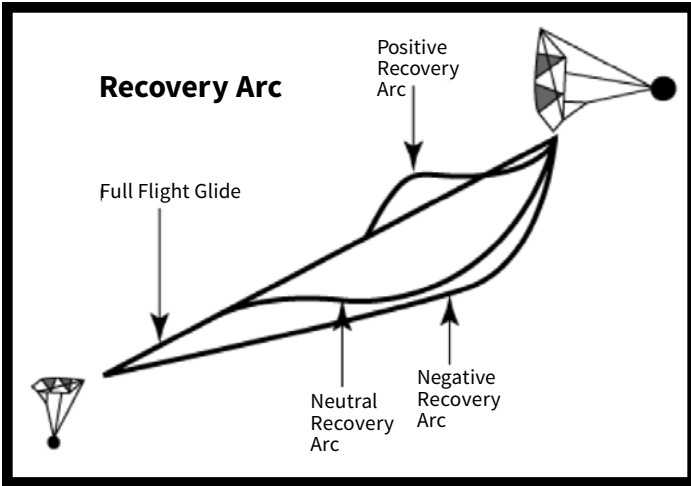 Recovery Arc
Positive
Recovery
Arc
Full Flight Glide
Neutral
Recovery
Arc
Negative
Recovery
Arc